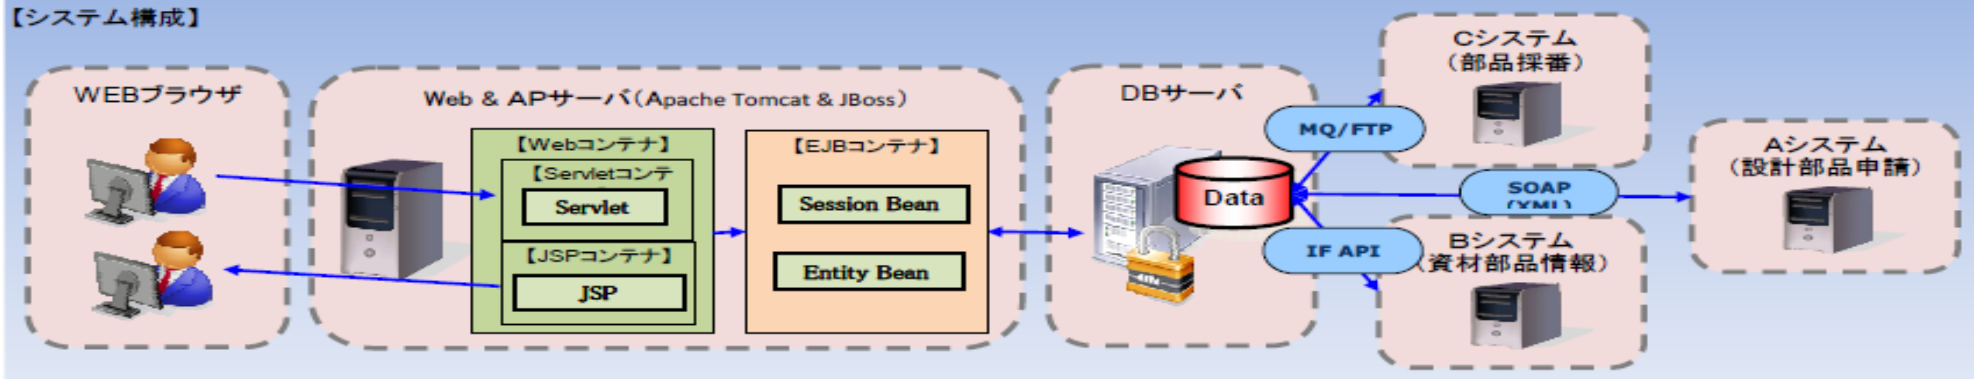 【システム構成】
WEBブラウザ
Web & APサーバ(Apache Tomcat & JBoss)
【Webコンテナ】
【Servletコンテ
Servlet
【JSPコンテナ】
JSP
【EJBコンテナ】
Session Bean
Entity Bean
DBサーバ
Data
MQ/FTP
SOAP
(XML)
IF API
Cシステム
(部品採番)
Bシステム
(資材部品情報)
Aシステム
(設計部品申請)